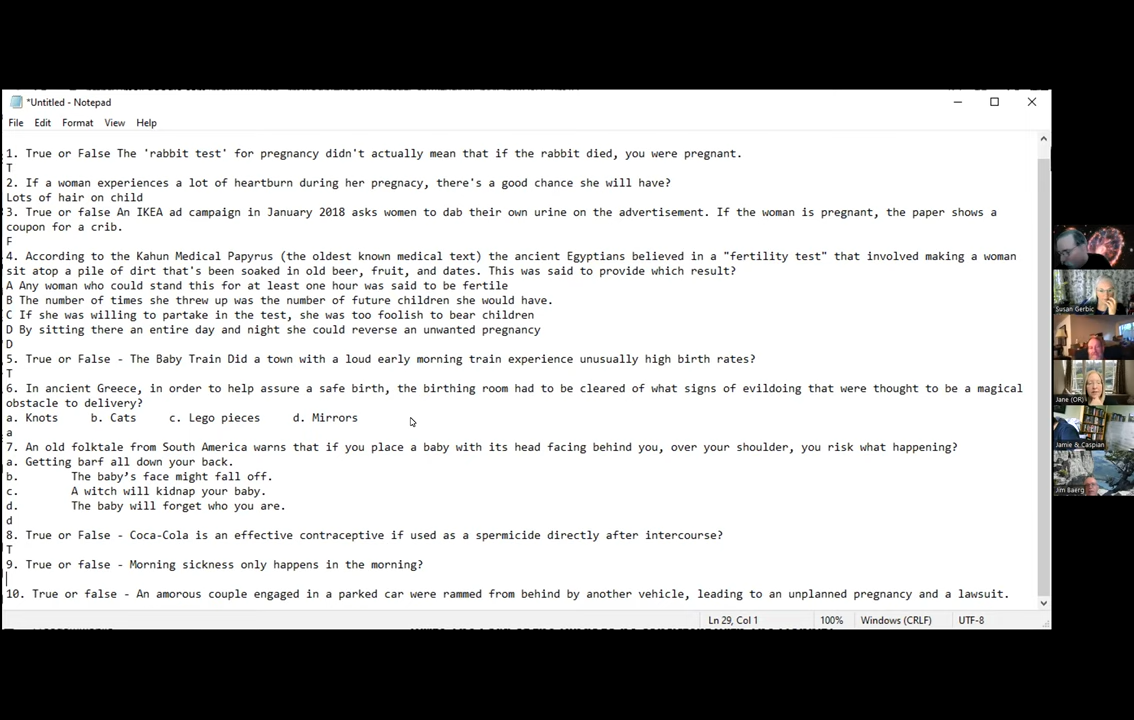 *Untitled - Notepad
File Edit Format View Help
1. True or False The 'rabbit test' for pregnancy didn't actually mean that if the rabbit died, you were pregnant.
T
2. If a woman experiences a lot of heartburn during her pregnacy, there's a good chance she will have?
Lots of hair on child
3. True or false An IKEA ad campaign in January 2018 asks women to dab their own urine on the advertisement. If the woman is pregnant, the paper shows a
coupon for a crib.
F
4. According to the Kahun Medical Papyrus (the oldest known medical text) the ancient Egyptians believed in a "fertility test" that involved making a woman
sit atop a pile of dirt that's been soaked in old beer, fruit, and dates. This was said to provide which result?
A Any woman who could stand this for at least one hour was said to be fertile
B The number of times she threw up was the number of future children she would have.
C If she was willing to partake in the test, she was too foolish to bear children
D By sitting there an entire day and night she could reverse an unwanted pregnancy
D
5. True or False - The Baby Train Did a town with a loud early morning train experience unusually high birth rates?
T
6. In ancient Greece, in order to help assure a safe birth, the birthing room had to be cleared of what signs of evildoing that were thought to be a magical
obstacle to delivery?
a. Knots b. Cats c. Lego pieces d. Mirrors
a
7. An old folktale from South America warns that if you place a baby with its head facing behind you, over your shoulder, you risk what happening?
a. Getting barf all down your back.
b. The baby’s face might fall off.
c. A witch will kidnap your baby.
d. The baby will forget who you are.
d
8. True or False - Coca-Cola is an effective contraceptive if used as a spermicide directly after intercourse?
T
9. True or false - Morning sickness only happens in the morning?
10. True or false - An amorous couple engaged in a parked car were rammed from behind by another vehicle, leading to an unplanned pregnancy and a lawsuit.
Ln 29, Col 1 100% Windows (CRLF) UTF-8
Susan Gerbic
Jane (OR)
Jamie & Caspian
Jim Baerg